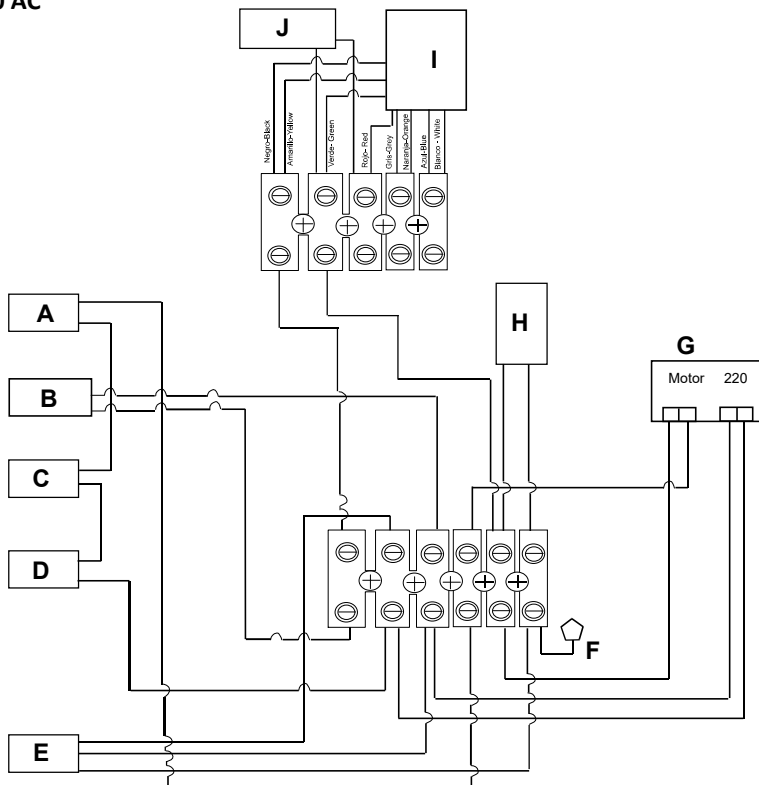 AC
J
I
Negro-Black
Amarillo-Yellow
Verde- Green
Rojo- Red
Gris-Grey
Naranja-Orange
Azul-Blue
Blanco - White
A
H
G
B
Motor 220
C
D
F
E